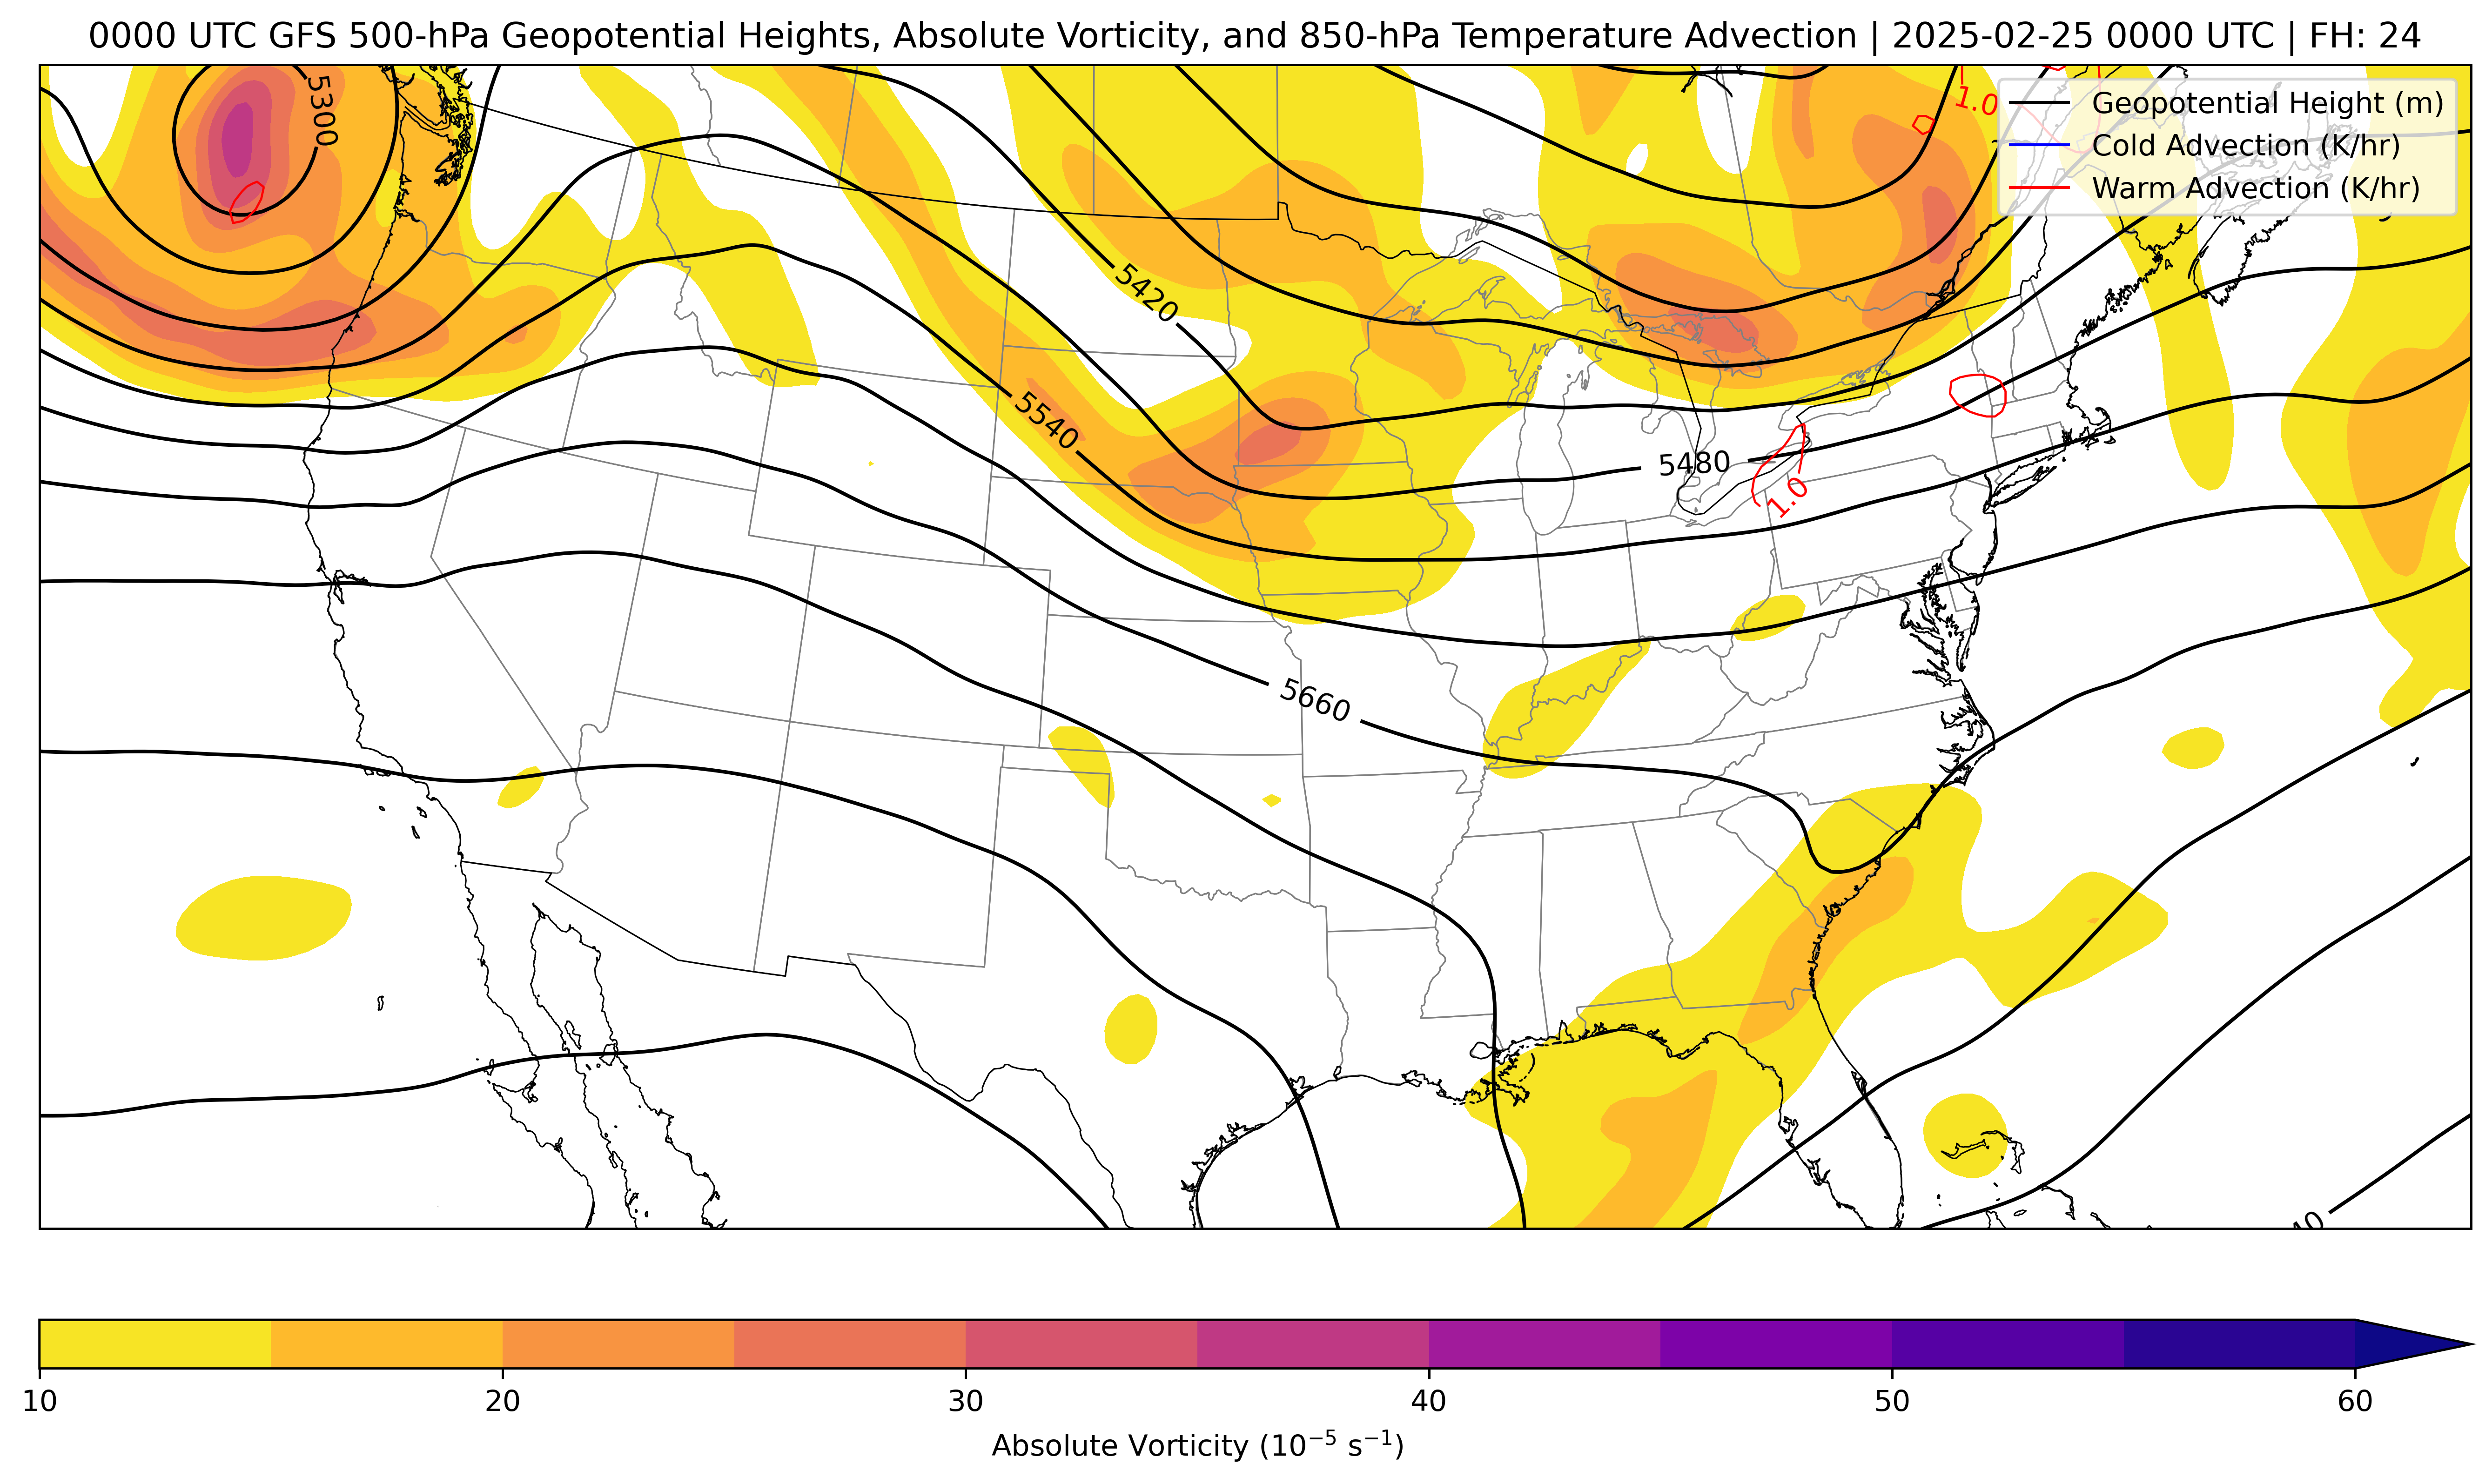 0000 UTC GFS 500-hPa Geopotential Heights, Absolute Vorticity, and 850-hPa Temperature Advection | 2025-02-25 0000 UTC | FH: 24
5300
1.0
Geopotential Height (m)
Cold Advection (K/hr)
Warm Advection (K/hr)
5420
5540
5480
1.0
5660
10 20 30 40 50 60
Absolute Vorticity (10⁻⁵ s⁻¹)